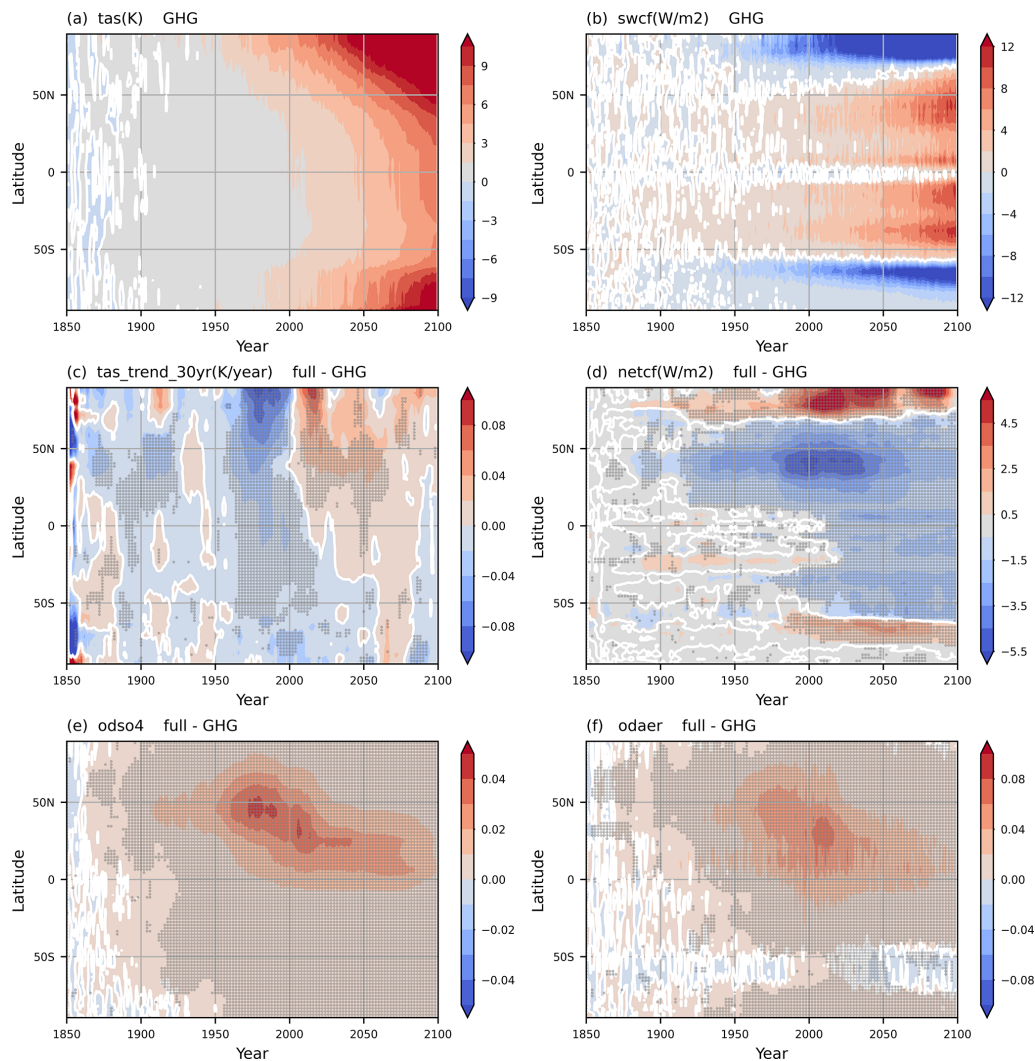 (a) tas(K) GHG
(b) swcf(W/m2) GHG
Latitude
50N
0
50S
1850 1900 1950 2000 2050 2100
Year
9
6
3
0
−3
−6
−9
Latitude
50N
0
50S
1850 1900 1950 2000 2050 2100
Year
12
8
4
0
−4
−8
−12
(c) tas_trend_30yr(K/year) full - GHG
(d) netcf(W/m2) full - GHG
Latitude
50N
0
50S
1850 1900 1950 2000 2050 2100
Year
0.08
0.04
0.00
−0.04
−0.08
Latitude
50N
0
50S
1850 1900 1950 2000 2050 2100
Year
4.5
2.5
0.5
−1.5
−3.5
−5.5
(e) odso4 full - GHG
(f) odaer full - GHG
Latitude
50N
0
50S
1850 1900 1950 2000 2050 2100
Year
0.04
0.02
0.00
−0.02
−0.04
Latitude
50N
0
50S
1850 1900 1950 2000 2050 2100
Year
0.08
0.04
0.00
−0.04
−0.08